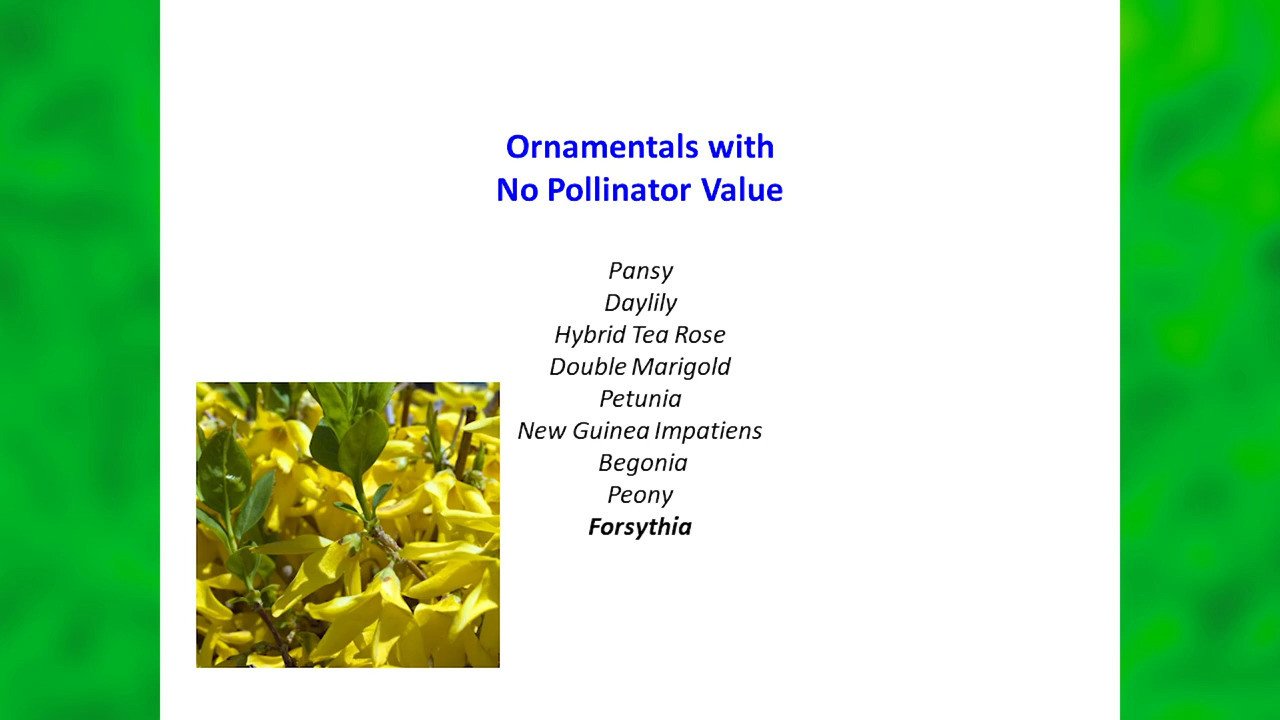 Ornamentals with
No Pollinator Value
Pansy
Daylily
Hybrid Tea Rose
Double Marigold
Petunia
New Guinea Impatiens
Begonia
Peony
Forsythia